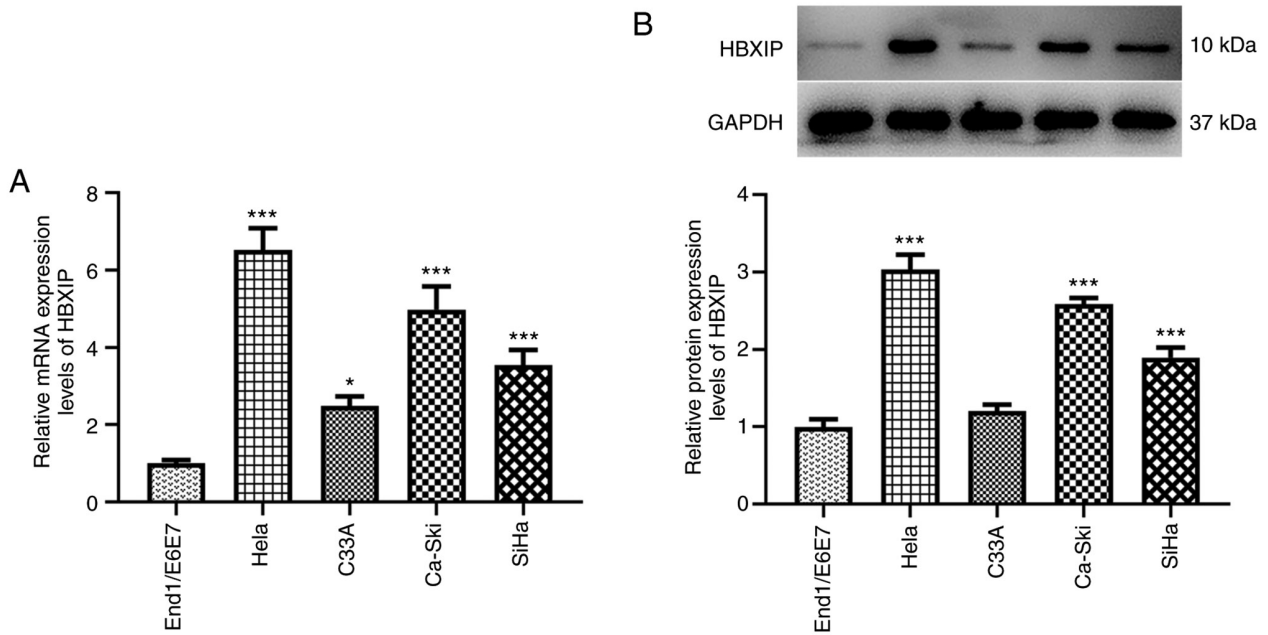 A
Relative mRNA expression
levels of HBXIP
8
6
4
2
0
***
*
***
***
End1/E6E7
Hela
C33A
Ca-Ski
SiHa
B
HBXIP
10 kDa
GAPDH
37 kDa
Relative protein expression
levels of HBXIP
4
3
2
1
0
***
***
***
End1/E6E7
Hela
C33A
Ca-Ski
SiHa